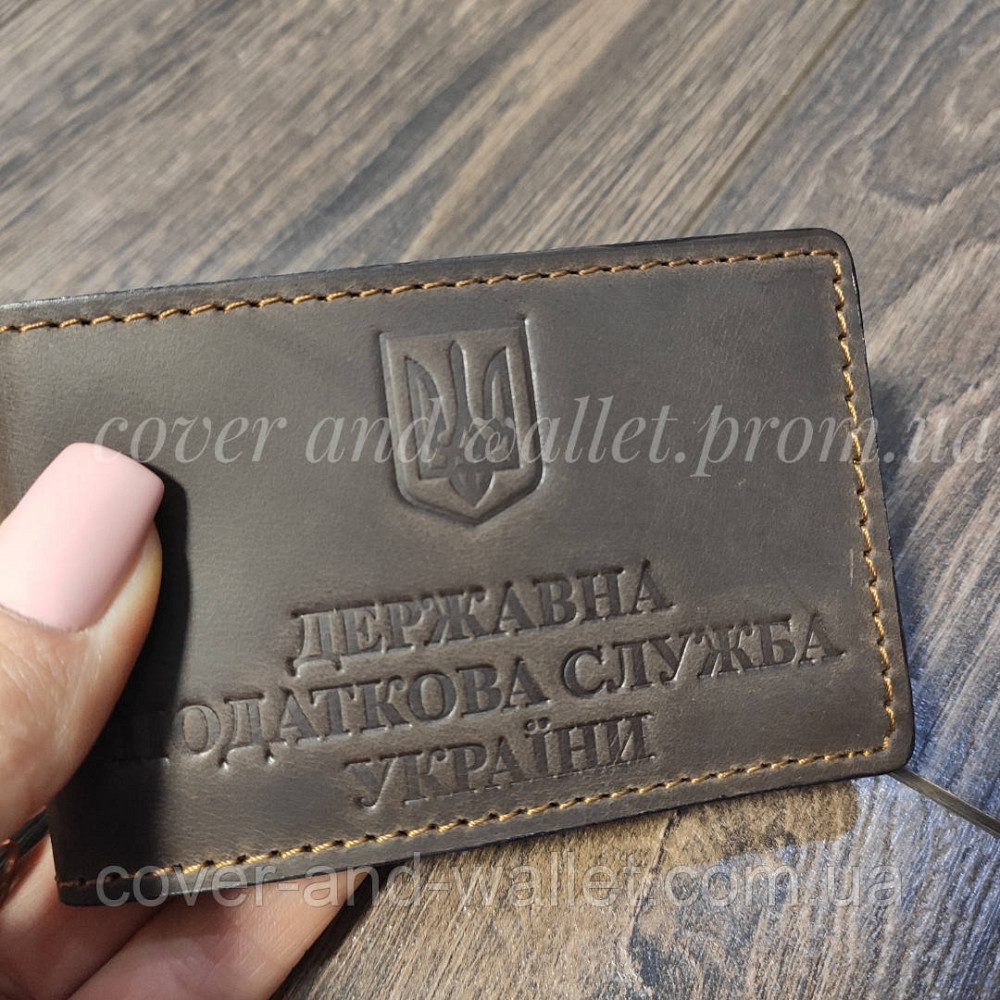 cover and wallet.prom.ua
ДЕРЖАВНА
ПОДАТКОВА СЛУЖБА
УКРАЇНИ
cover-and-wallet.com.ua